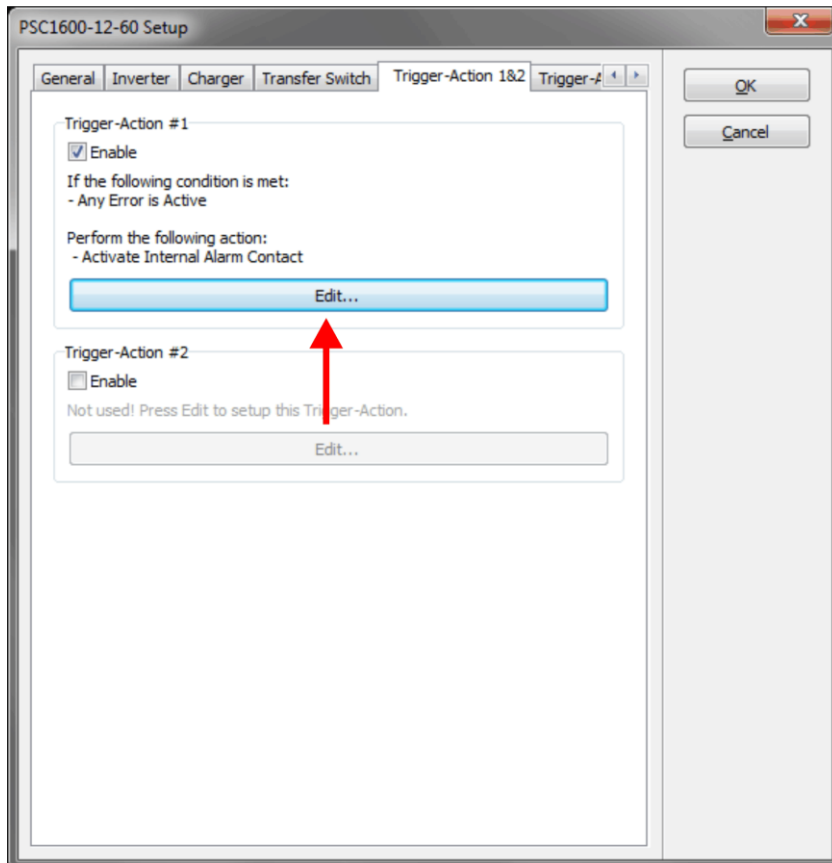 PSC1600-12-60 Setup
General Inverter Charger Transfer Switch Trigger-Action 1&2 Trigger-A
OK
Cancel
Trigger-Action #1
Enable
If the following condition is met:
- Any Error is Active
Perform the following action:
- Activate Internal Alarm Contact
Edit...
Trigger-Action #2
Enable
Not used! Press Edit to setup this Trigger-Action.
Edit...